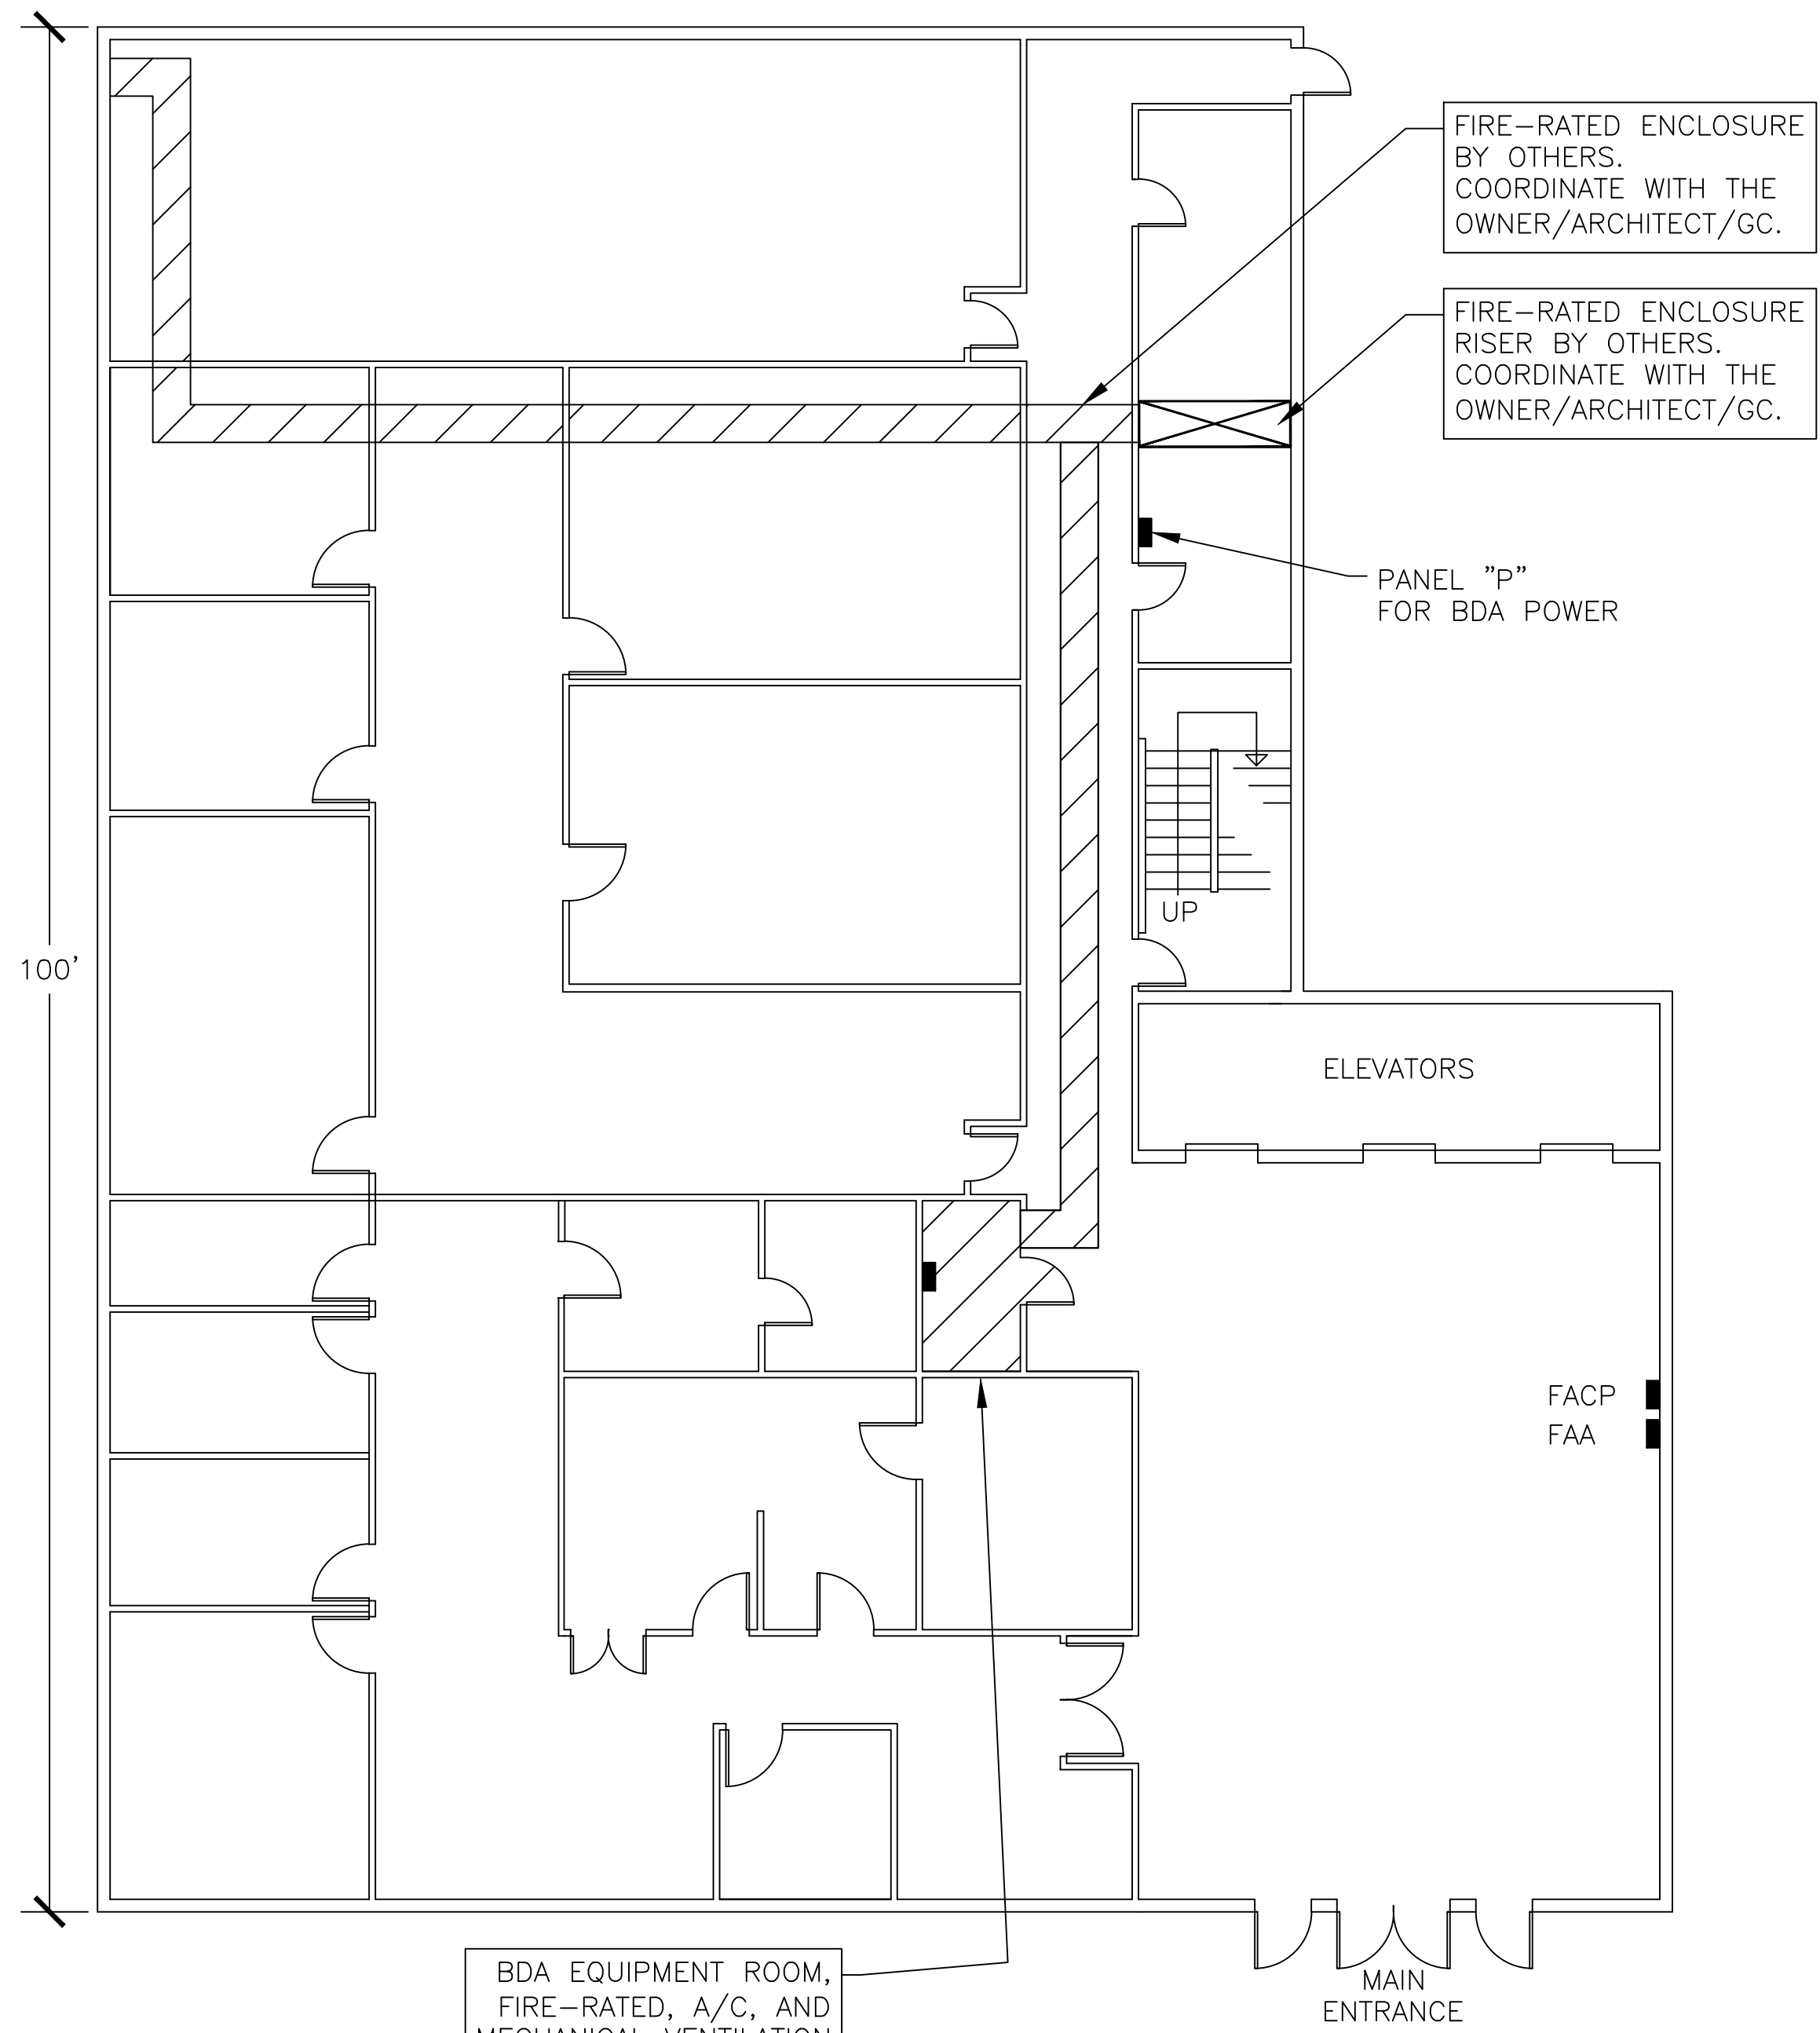 FIRE-RATED ENCLOSURE
BY OTHERS.
COORDINATE WITH THE
OWNER/ARCHITECT/GC.
FIRE-RATED ENCLOSURE
RISER BY OTHERS.
COORDINATE WITH THE
OWNER/ARCHITECT/GC.
PANEL "P"
FOR BDA POWER
UP
100'
ELEVATORS
FACP
FAA
BDA EQUIPMENT ROOM,
FIRE-RATED, A/C, AND
MECHANICAL VENTILATION
MAIN
ENTRANCE